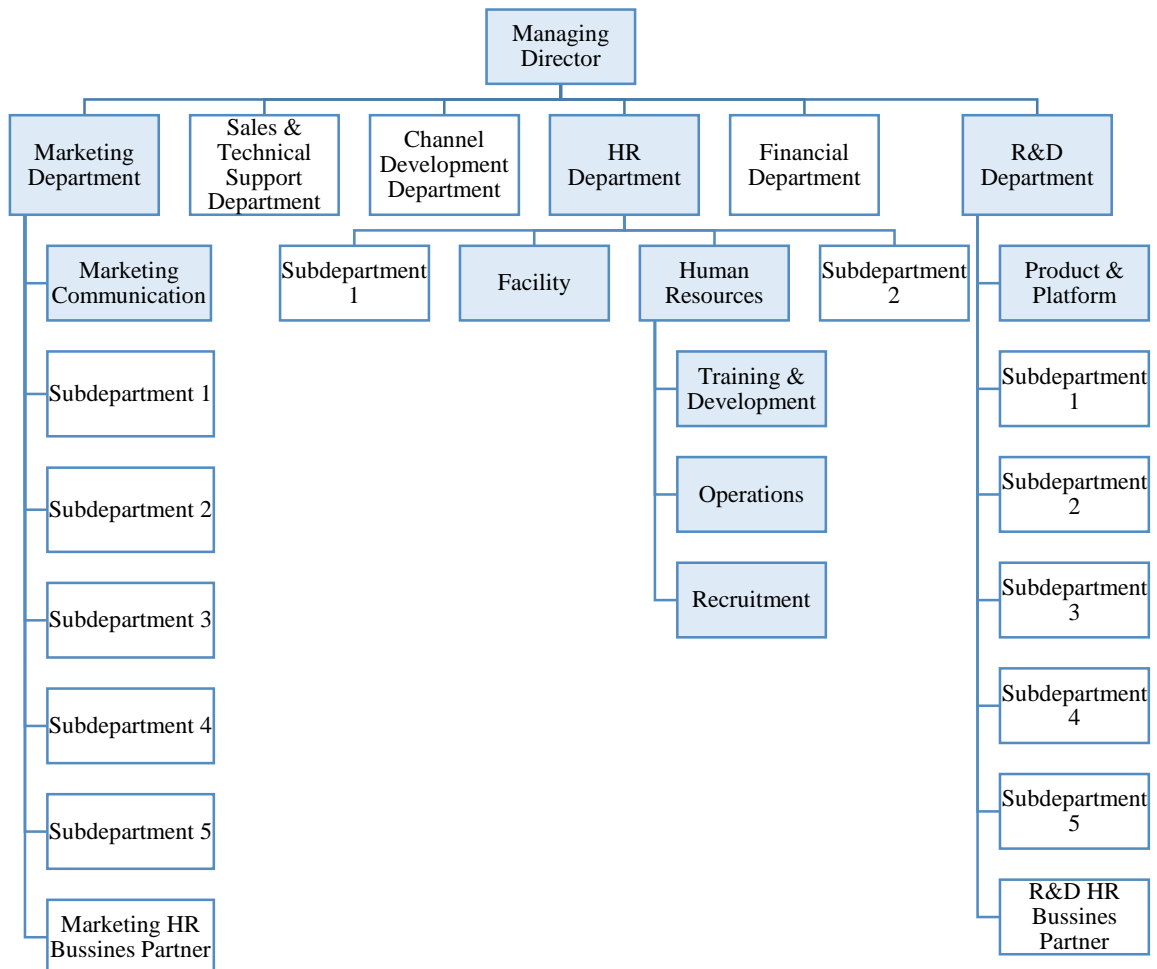 Managing
Director
Marketing
Department
Sales &
Technical
Support
Department
Channel
Development
Department
HR
Department
Financial
Department
R&D
Department
Subdepartment
1
Facility
Human
Resources
Subdepartment
2
Marketing
Communication
Subdepartment 1
Subdepartment 2
Subdepartment 3
Subdepartment 4
Subdepartment 5
Marketing HR
Bussines Partner
Training &
Development
Operations
Recruitment
Product &
Platform
Subdepartment
1
Subdepartment
2
Subdepartment
3
Subdepartment
4
Subdepartment
5
R&D HR
Bussines
Partner